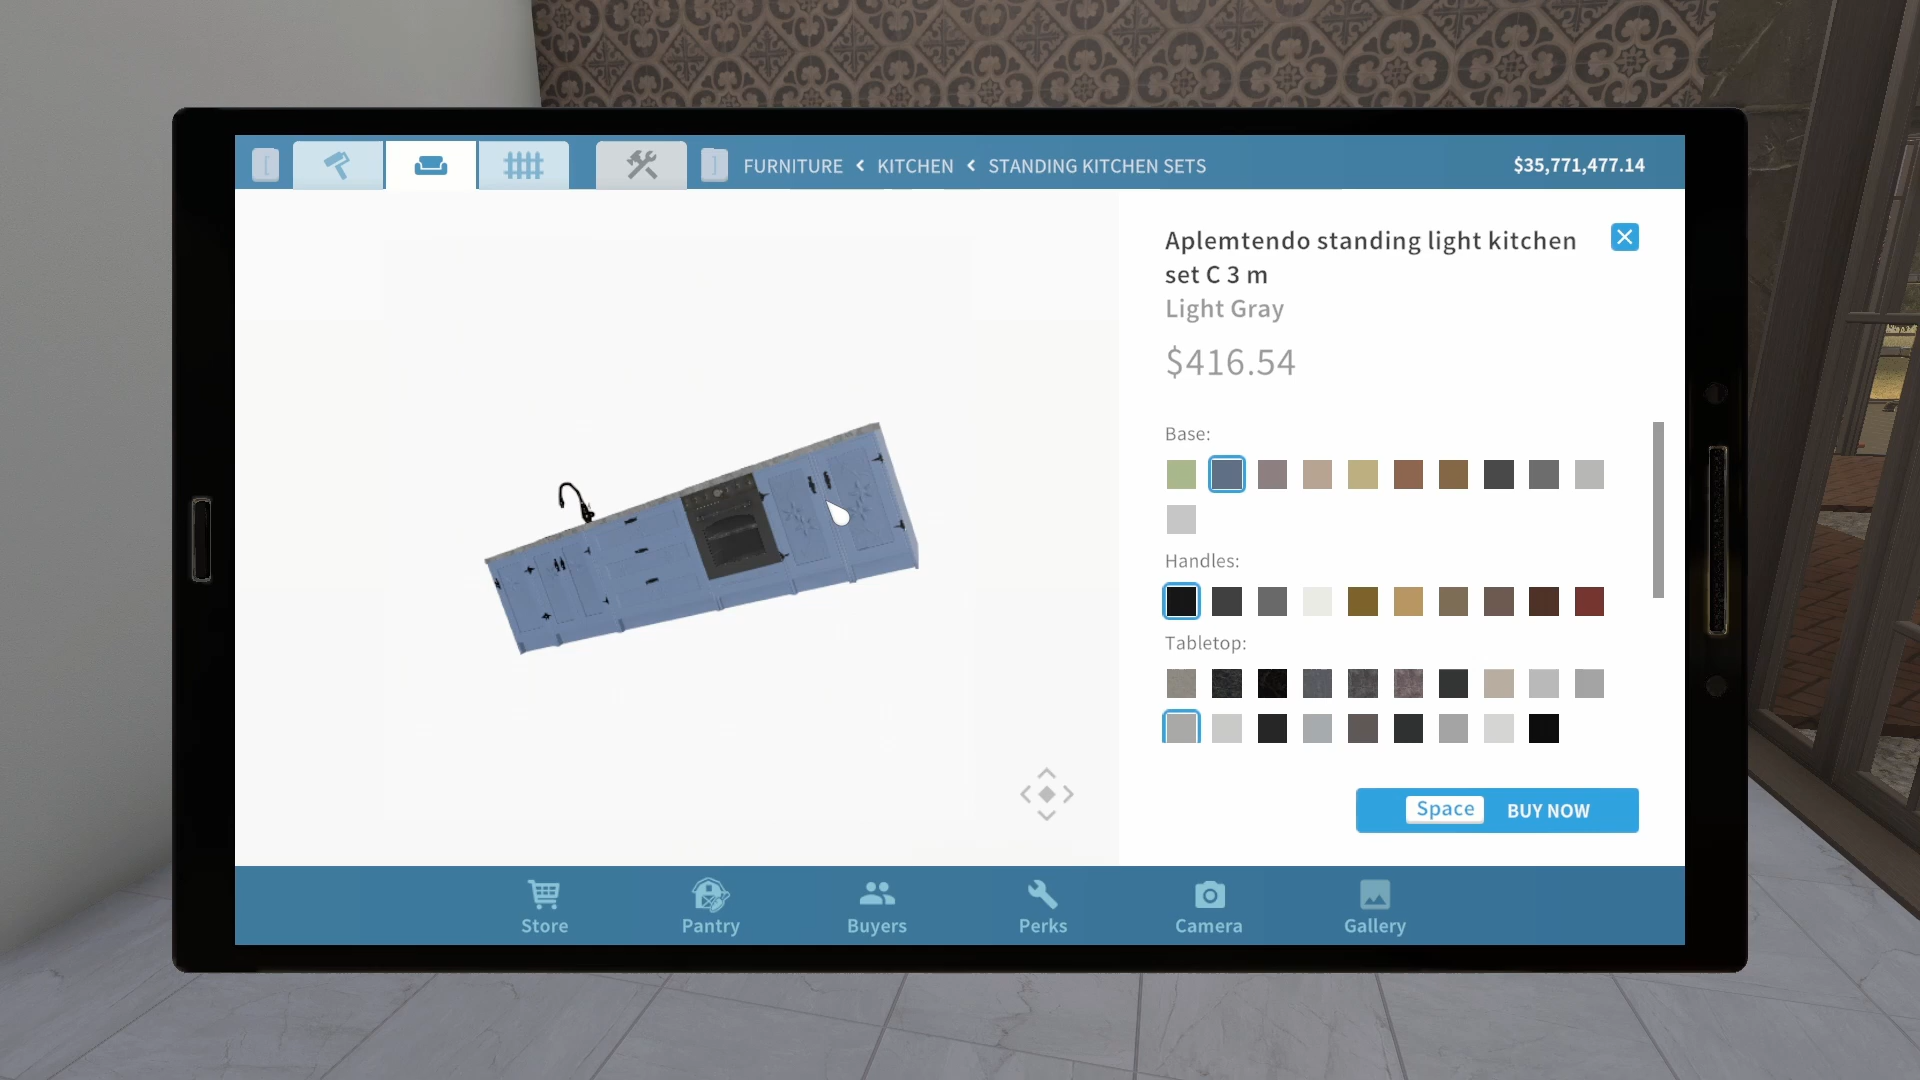 [
]
FURNITURE < KITCHEN < STANDING KITCHEN SETS
$35,771,477.14
Aplemtendo standing light kitchen
set C 3 m
Light Gray
$416.54
Base:
Handles:
Tabletop:
Space BUY NOW
Store
Pantry
Buyers
Perks
Camera
Gallery